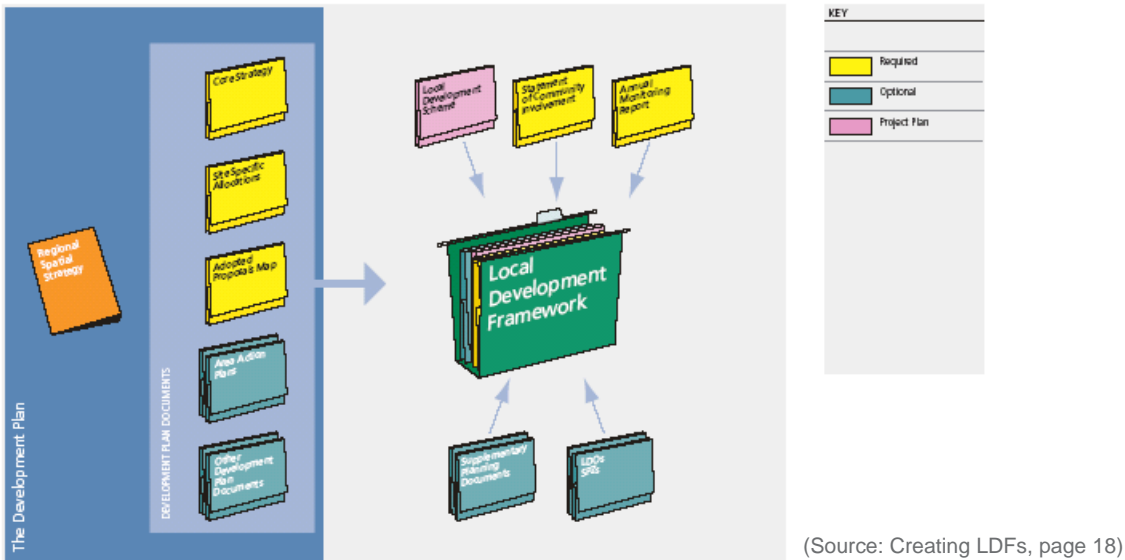 The Development Plan
Regional
Spatial
Strategy
DEVELOPMENT PLAN DOCUMENTS
Core Strategy
Site Specific
Allocations
Adopted
Proposals Map
Area Action
Plans
Other
Development
Plan
Documents
Local
Development
Scheme
Statement
of Community
Involvement
Annual
Monitoring
Report
Local
Development
Framework
Supplementary
Planning
Documents
LDOs
SPZs
KEY
Required
Optional
Project Plan
(Source: Creating LDFs, page 18)